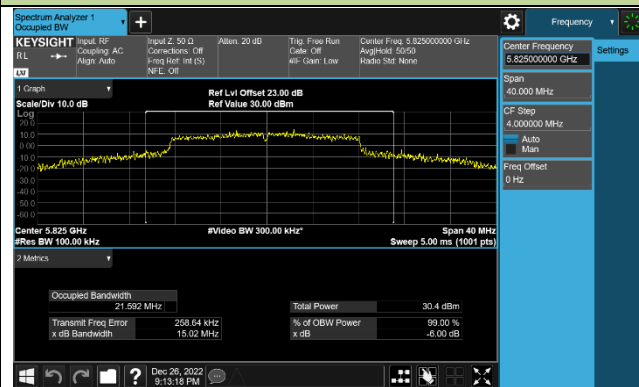 Spectrum Analyzer 1
Occupied BW
Frequency
KEYSIGHT
RL
LXI
Input: RF
Coupling: AC
Align: Auto
Input Z: 50 Ω
Corrections: Off
Freq Ref: Int (S)
NFE: Off
Atten: 20 dB
Trig: Free Run
Gate: Off
#IF Gain: Low
Center Freq: 5.825000000 GHz
Avg|Hold: 50/50
Radio Std: None
Center Frequency
5.825000000 GHz
Settings
Span
40.000 MHz
CF Step
4.000000 MHz
Auto
Man
Freq Offset
0 Hz
1 Graph
Scale/Div 10.0 dB
Ref Lvl Offset 23.00 dB
Ref Value 30.00 dBm
Log
20.0
10.0
0.00
-10.0
-20.0
-30.0
-40.0
-50.0
-60.0
Center 5.825 GHz
#Video BW 300.00 kHz*
Span 40 MHz
#Res BW 100.00 kHz
Sweep 5.00 ms (1001 pts)
2 Metrics
Occupied Bandwidth
21.592 MHz
Total Power
30.4 dBm
Transmit Freq Error
258.64 kHz
% of OBW Power
99.00 %
x dB Bandwidth
15.02 MHz
x dB
-6.00 dB
?
Dec 26, 2022
9:13:18 PM